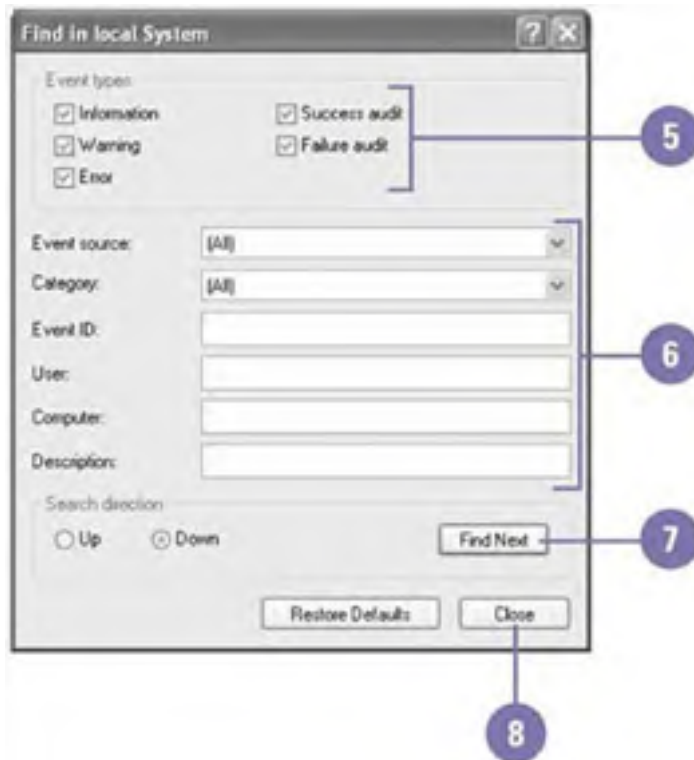 Find in local System
Event types
Information
Success audit
Warning
Failure audit
Error
5
Event source:
(All)
Category:
(All)
Event ID:
6
User:
Computer:
Description:
Search direction
Up
Down
Find Next
7
Restore Defaults
Close
8